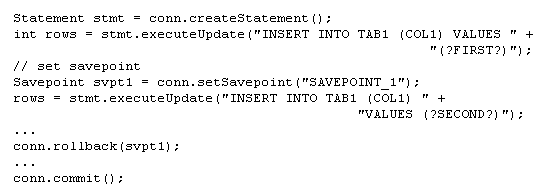 Statement stmt = conn.createStatement();
int rows = stmt.executeUpdate("INSERT INTO TAB1 (COL1) VALUES " +
"(?FIRST?)");
// set savepoint
Savepoint svpt1 = conn.setSavepoint("SAVEPOINT_1");
rows = stmt.executeUpdate("INSERT INTO TAB1 (COL1) " +
"VALUES (?SECOND?)");
...
conn.rollback(svpt1);
...
conn.commit();